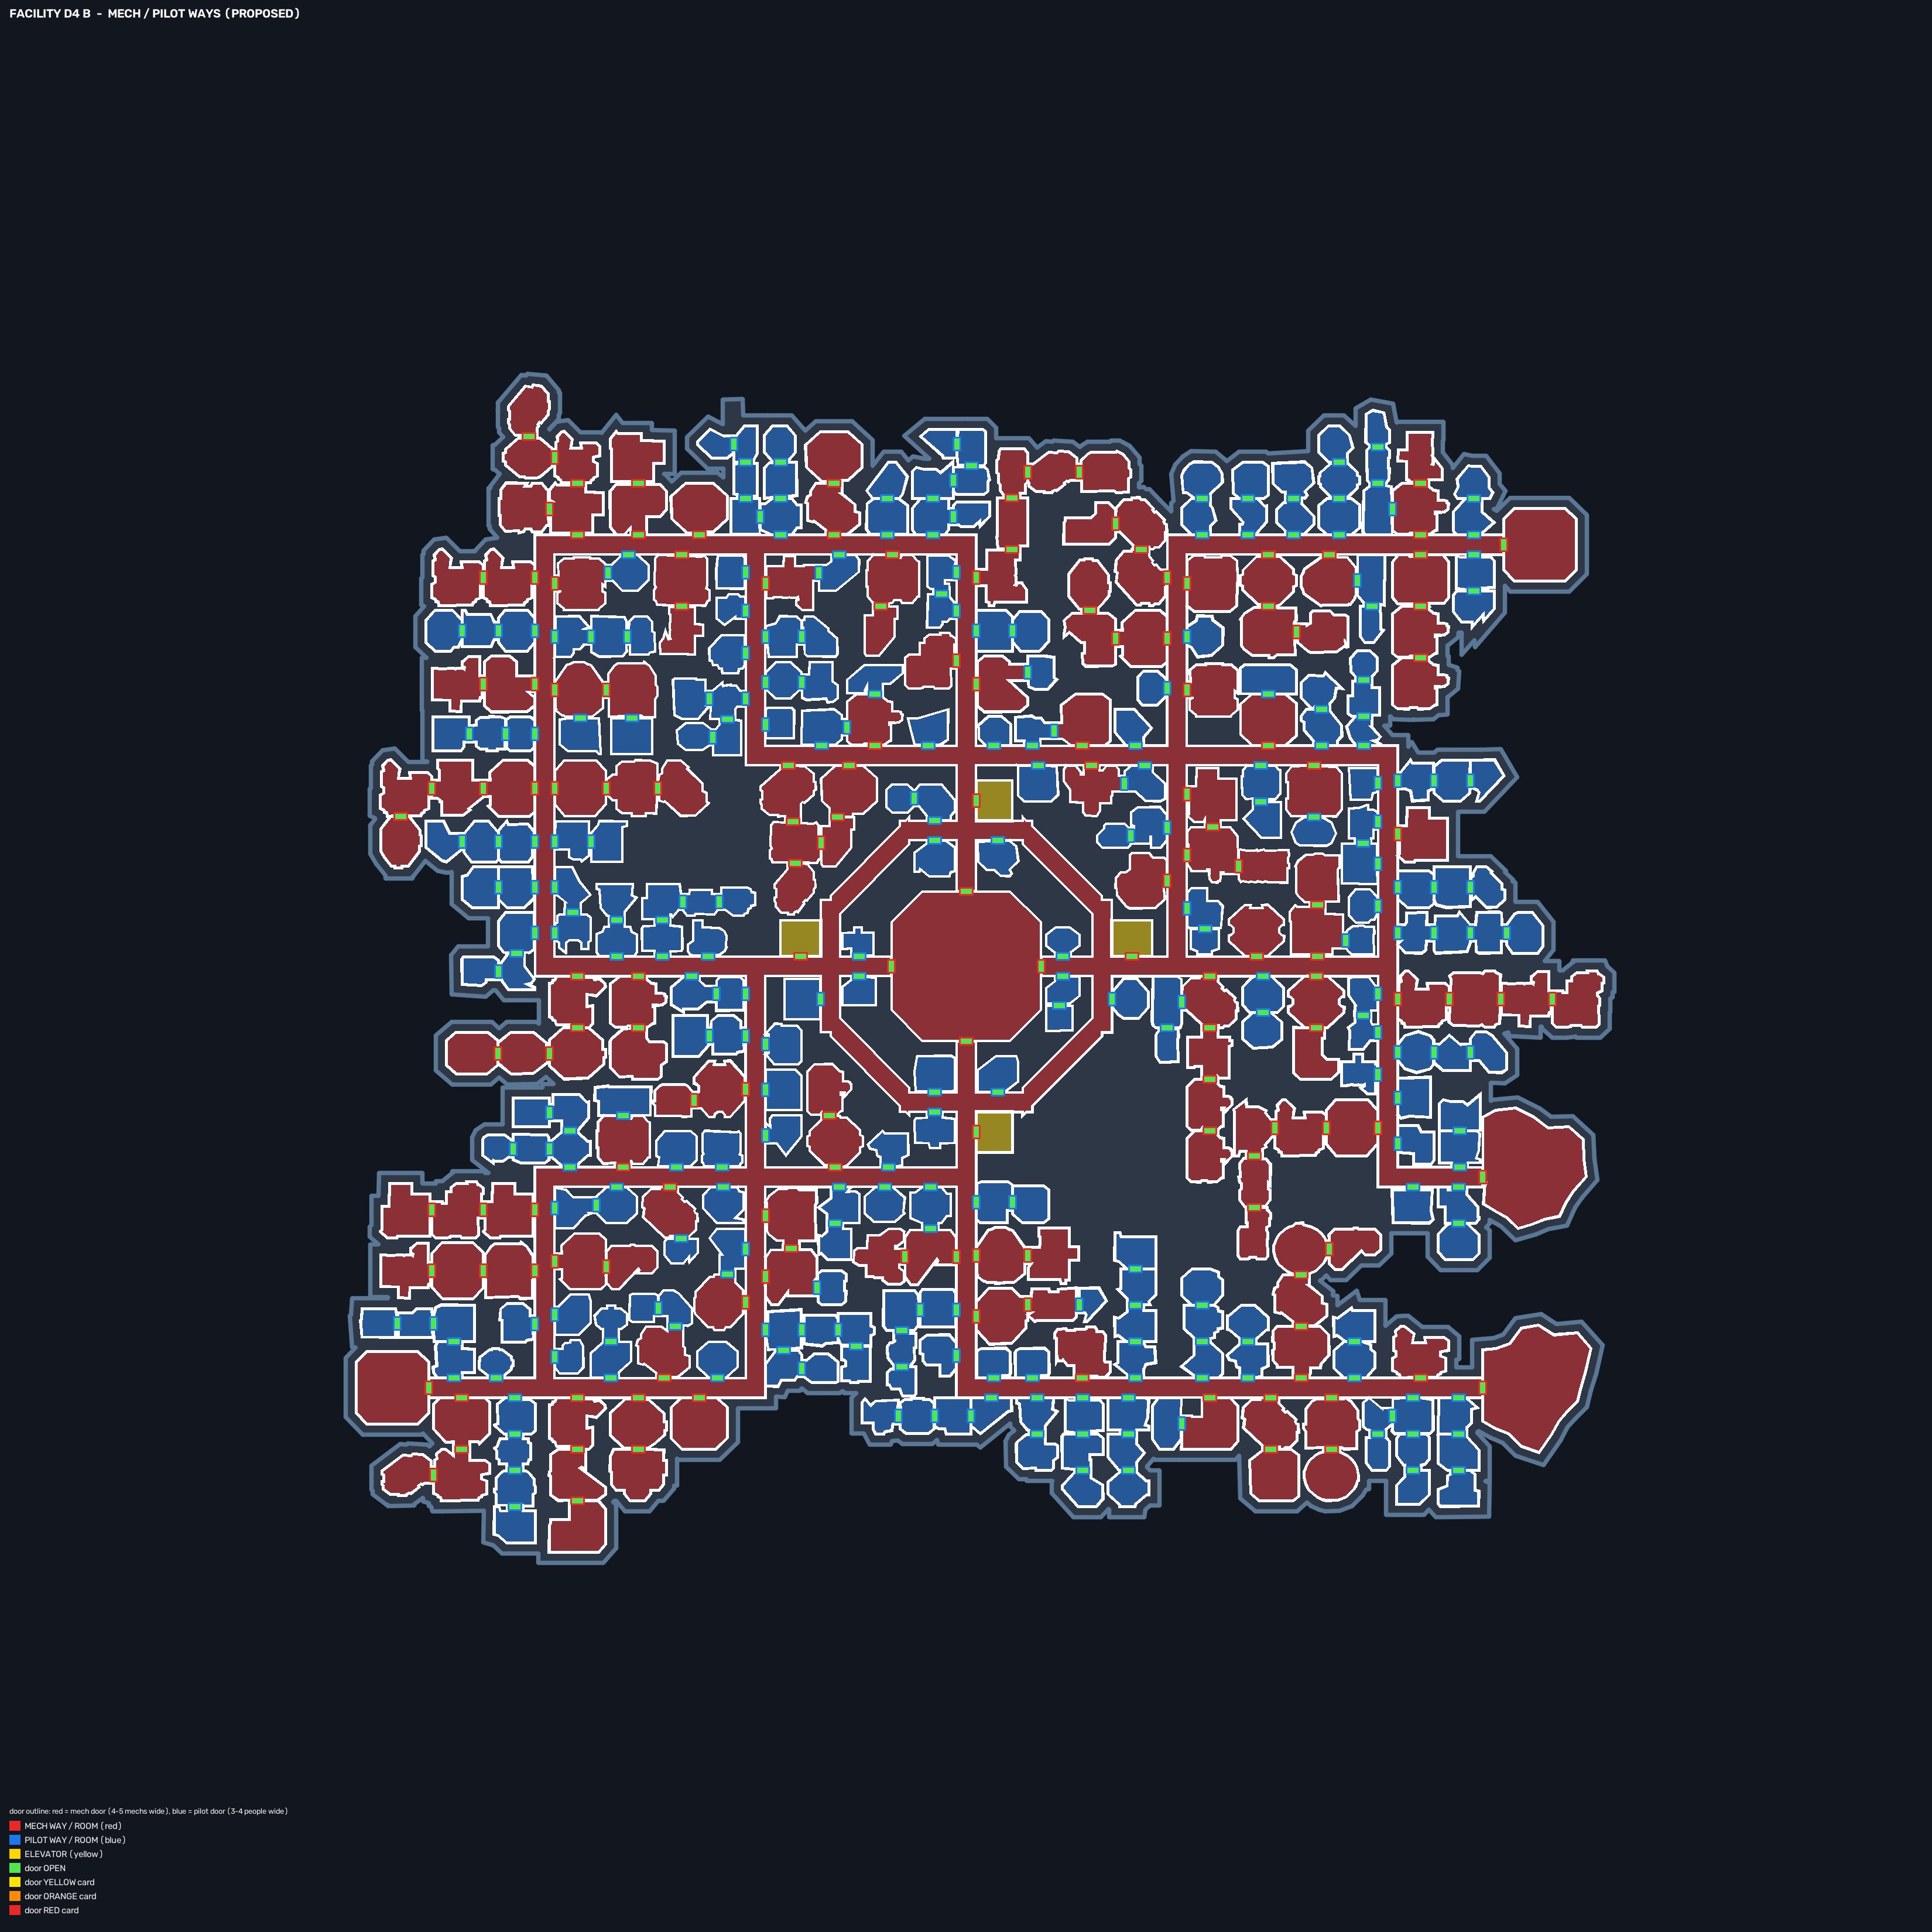 FACILITY D4 B - MECH / PILOT WAYS (PROPOSED)
door outline: red = mech door (4-5 mechs wide), blue = pilot door (3-4 people wide)
MECH WAY / ROOM (red)
PILOT WAY / ROOM (blue)
ELEVATOR (yellow)
door OPEN
door YELLOW card
door ORANGE card
door RED card